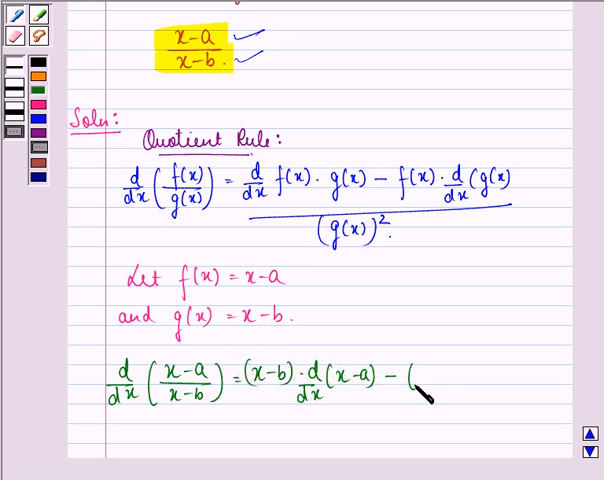 x-a
x-b.
Soln:
Quotient Rule:
d/dx (f(x)/g(x)) = (d/dx f(x) · g(x) - f(x) · d/dx (g(x)) / (g(x))².
Let f(x) = x-a
and g(x) = x-b.
d/dx (x-a/x-b) = (x-b) · d/dx (x-a) - (